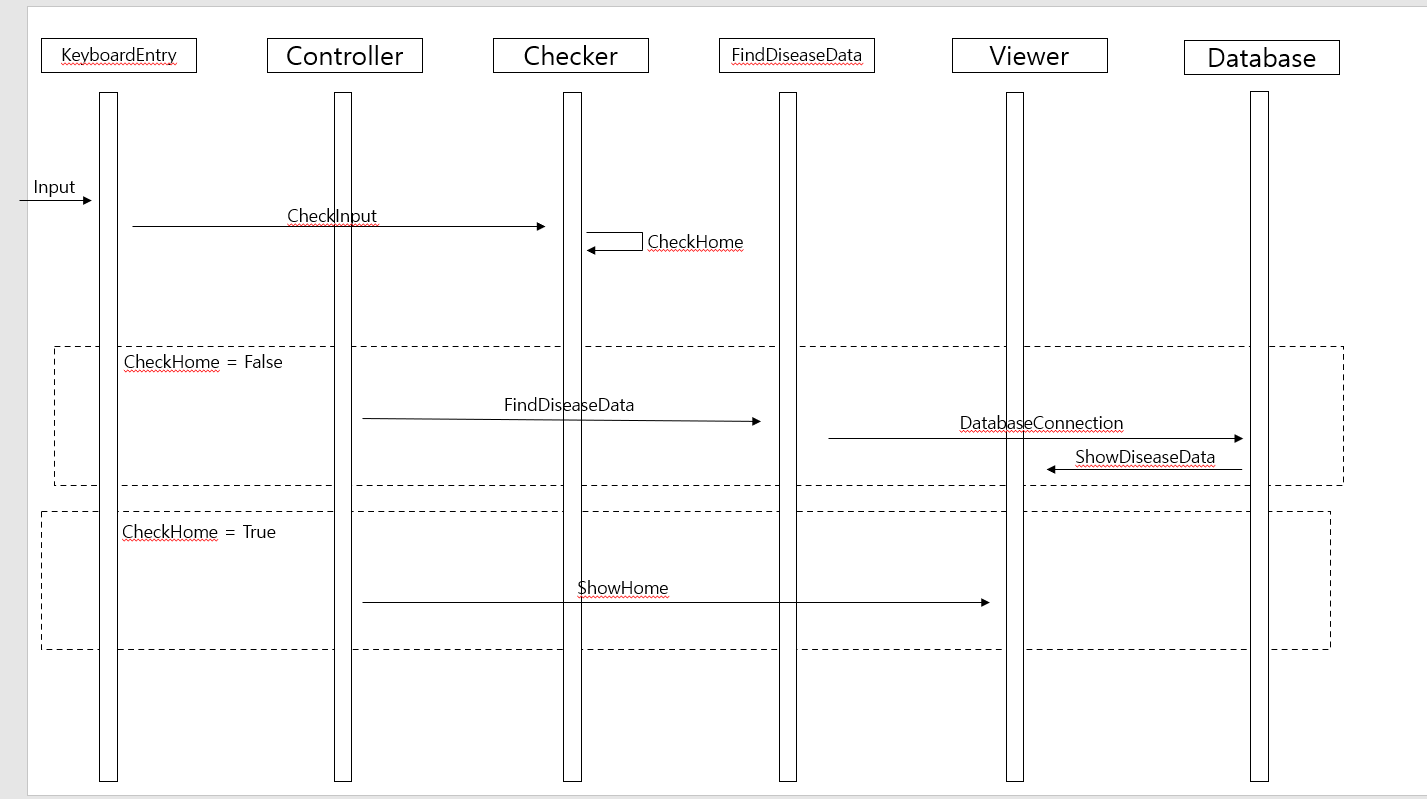 KeyboardEntry
Controller
Checker
FindDiseaseData
Viewer
Database
Input
CheckInput
CheckHome
CheckHome = False
FindDiseaseData
DatabaseConnection
ShowDiseaseData
CheckHome = True
ShowHome